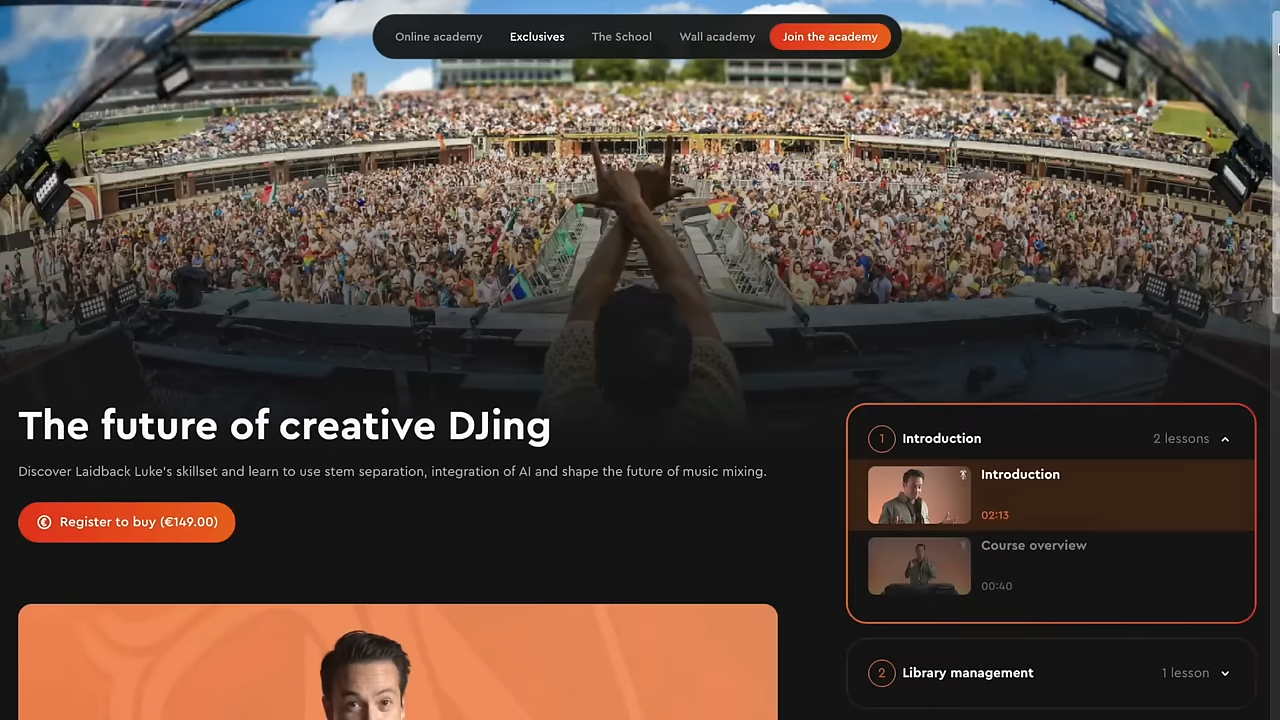 Online academy
Exclusives
The School
Wall academy
Join the academy
The future of creative DJing
Discover Laidback Luke's skillset and learn to use stem separation, integration of AI and shape the future of music mixing.
Register to buy (€149.00)
1 Introduction 2 lessons
Introduction
02:13
Course overview
00:40
2 Library management 1 lesson